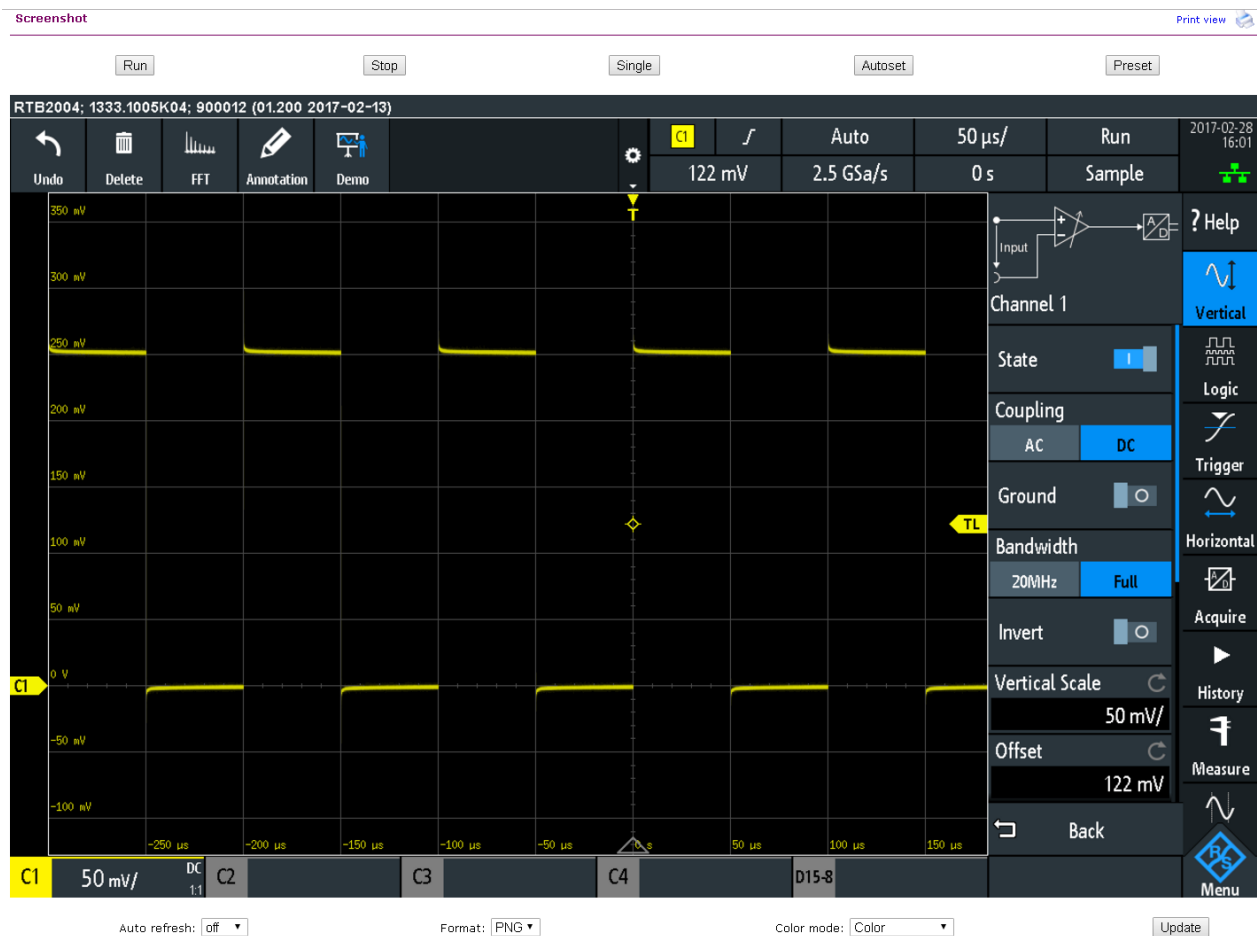 Screenshot
Print view
Run Stop Single Autoset Preset
RTB2004; 1333.1005K04; 900012 (01.200 2017-02-13)
Undo Delete FFT Annotation Demo
C1 Auto 50 µs/ Run
122 mV 2.5 GSa/s 0 s Sample
2017-02-28
16:01
350 mV
300 mV
250 mV
200 mV
150 mV
100 mV
50 mV
0 V
-50 mV
-100 mV
T
TL
C1
-250 µs -200 µs -150 µs -100 µs -50 µs 0 s 50 µs 100 µs 150 µs
Input
+
−
A/D
Channel 1
State
Coupling
AC DC
Ground
Bandwidth
20MHz Full
Invert
Vertical Scale
50 mV/
Offset
122 mV
Back
? Help
Vertical
Logic
Trigger
Horizontal
A/D
Acquire
History
Measure
R/S
Menu
C1 50 mV/ DC 1:1 C2 C3 C4 D15-8
Auto refresh: off Format: PNG Color mode: Color Update